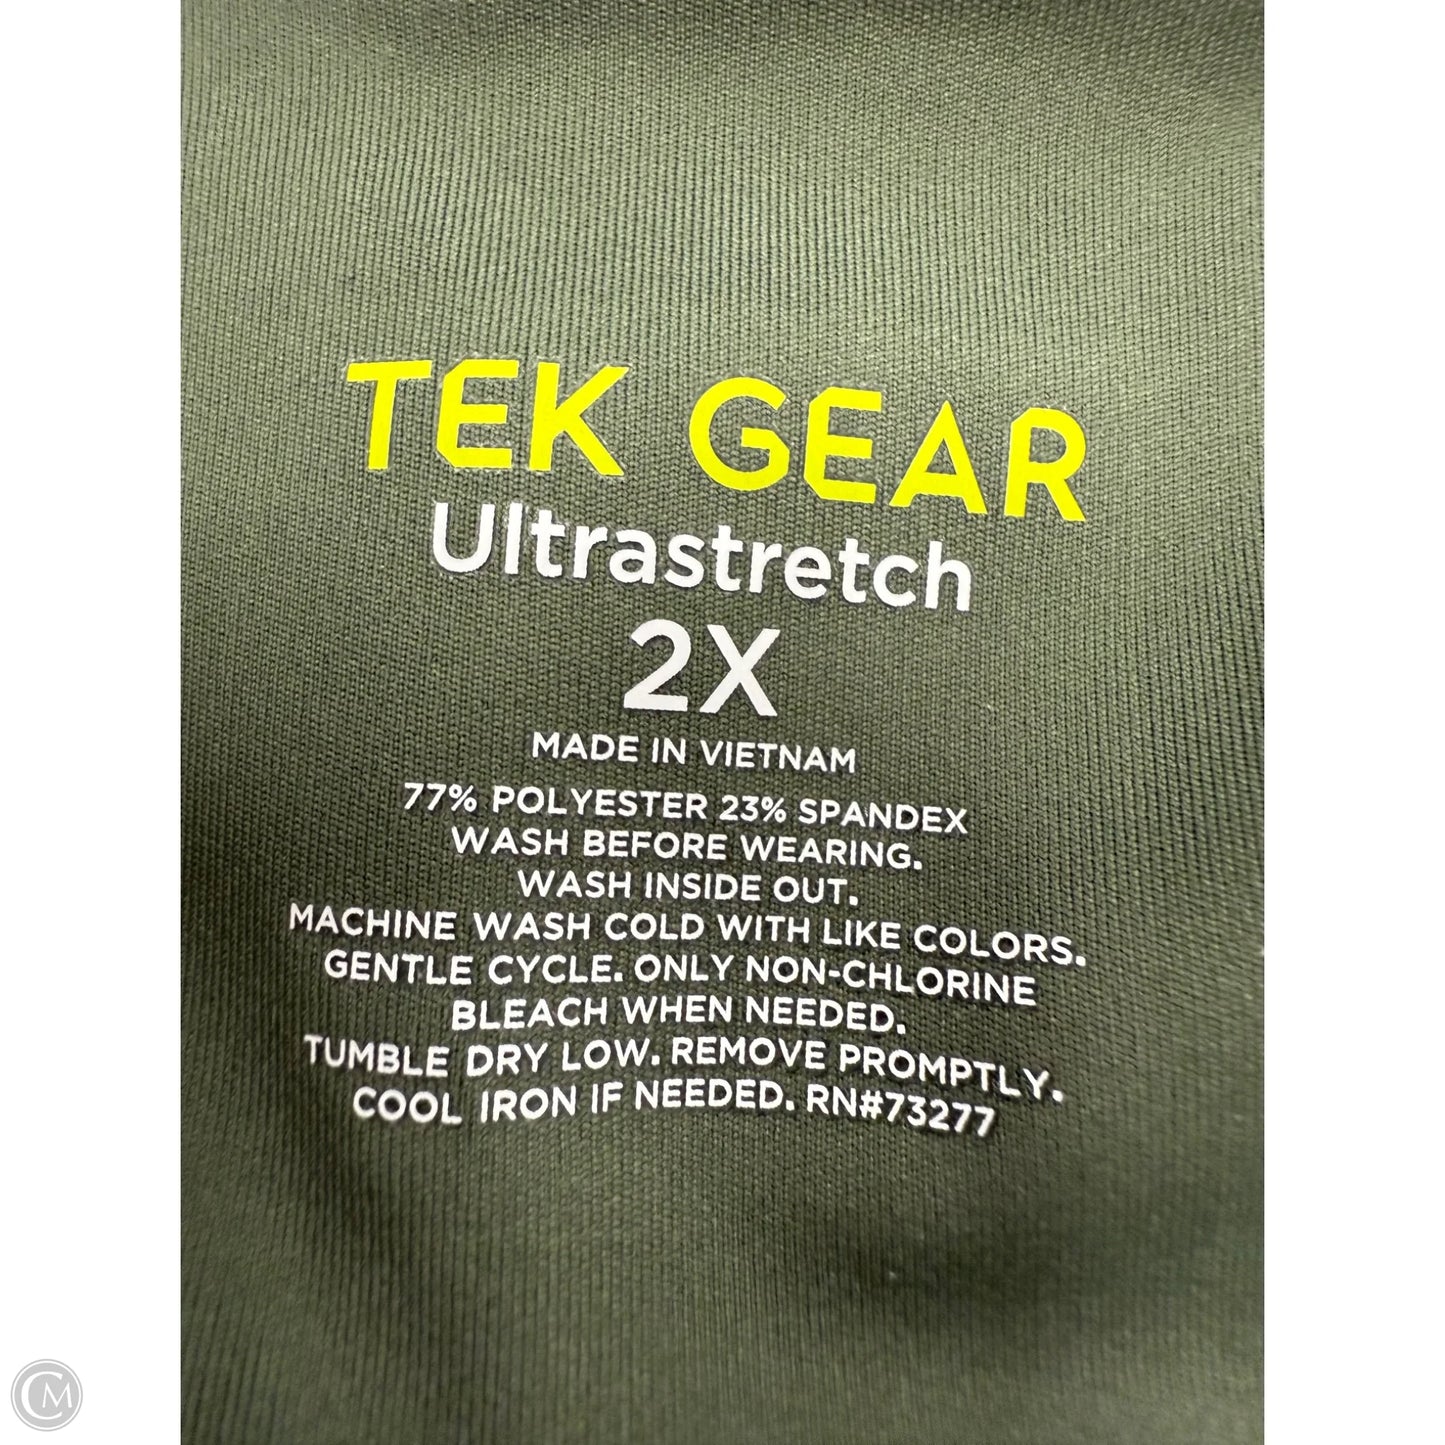 TEK GEAR
Ultrastretch
2X
MADE IN VIETNAM
77% POLYESTER 23% SPANDEX
WASH BEFORE WEARING.
WASH INSIDE OUT.
MACHINE WASH COLD WITH LIKE COLORS.
GENTLE CYCLE. ONLY NON-CHLORINE
BLEACH WHEN NEEDED.
TUMBLE DRY LOW. REMOVE PROMPTLY.
COOL IRON IF NEEDED. RN#73277
CM